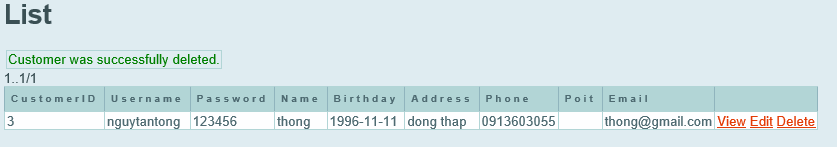 List
Customer was successfully deleted.
1..1/1
CustomerID Username Password Name Birthday Address Phone Poit Email
3 nguytantong 123456 thong 1996-11-11 dong thap 0913603055 thong@gmail.com View Edit Delete